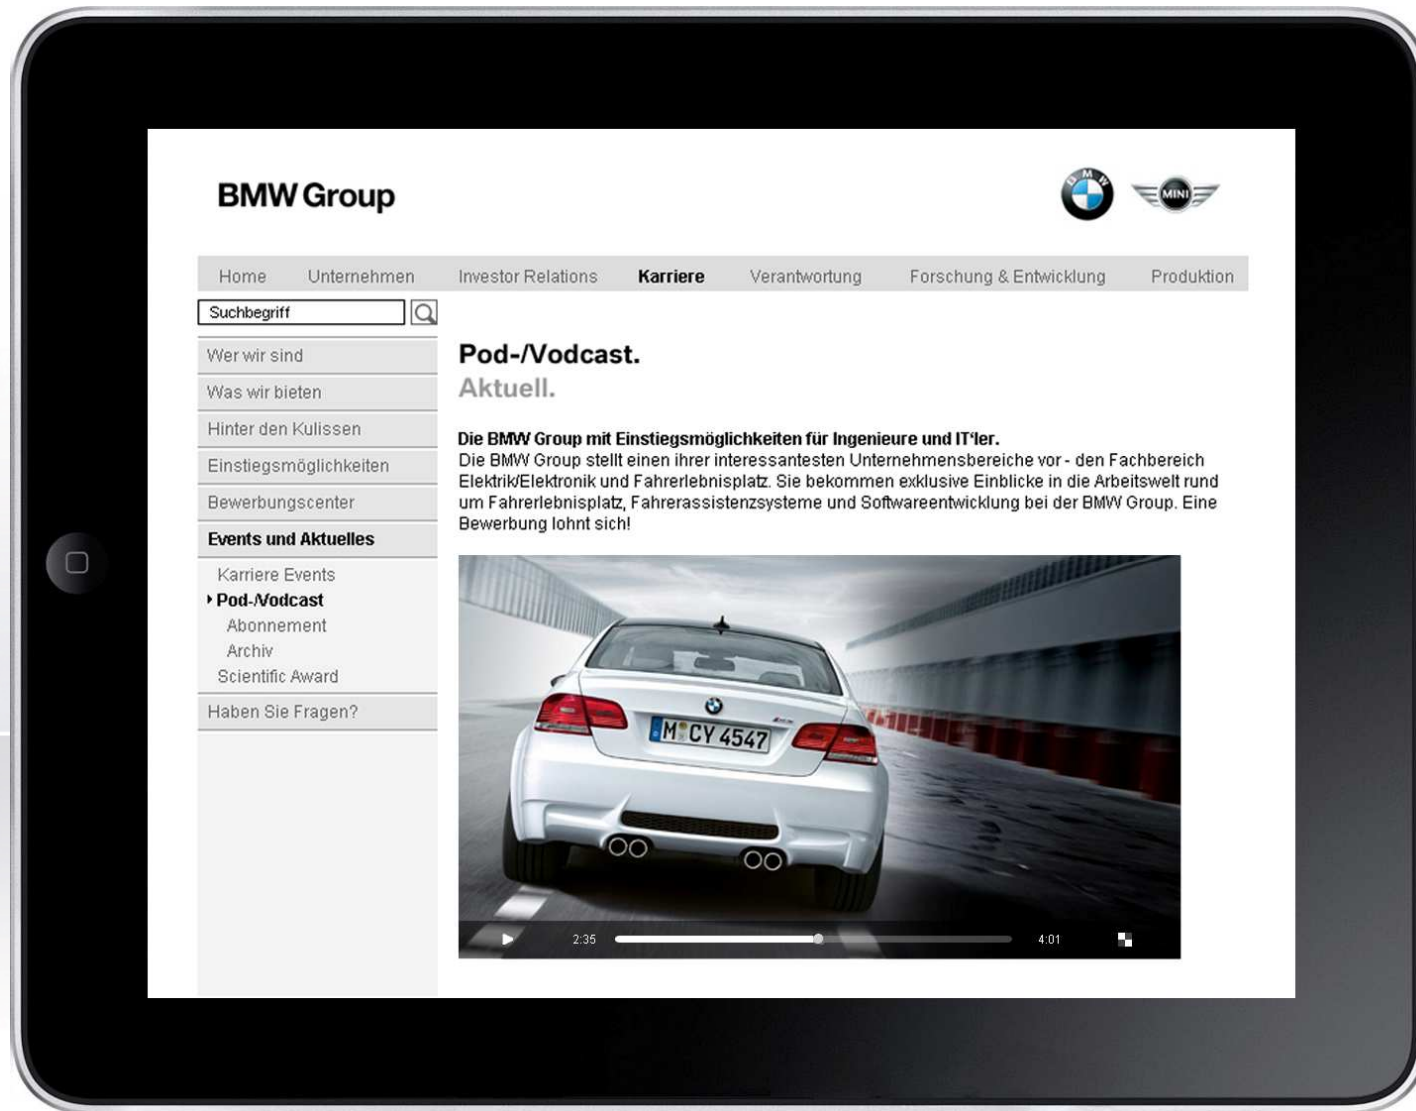 BMW Group
BMW
MINI
Home Unternehmen Investor Relations Karriere Verantwortung Forschung & Entwicklung Produktion
Suchbegriff
Wer wir sind
Was wir bieten
Hinter den Kulissen
Einstiegsmöglichkeiten
Bewerbungscenter
Events und Aktuelles
Karriere Events
Pod-/Vodcast
Abonnement
Archiv
Scientific Award
Haben Sie Fragen?
Pod-/Vodcast.
Aktuell.
Die BMW Group mit Einstiegsmöglichkeiten für Ingenieure und IT‘ler.
Die BMW Group stellt einen ihrer interessantesten Unternehmensbereiche vor - den Fachbereich
Elektrik/Elektronik und Fahrerlebnisplatz. Sie bekommen exklusive Einblicke in die Arbeitswelt rund
um Fahrerlebnisplatz, Fahrerassistenzsysteme und Softwareentwicklung bei der BMW Group. Eine
Bewerbung lohnt sich!
M CY 4547
2:35 4:01